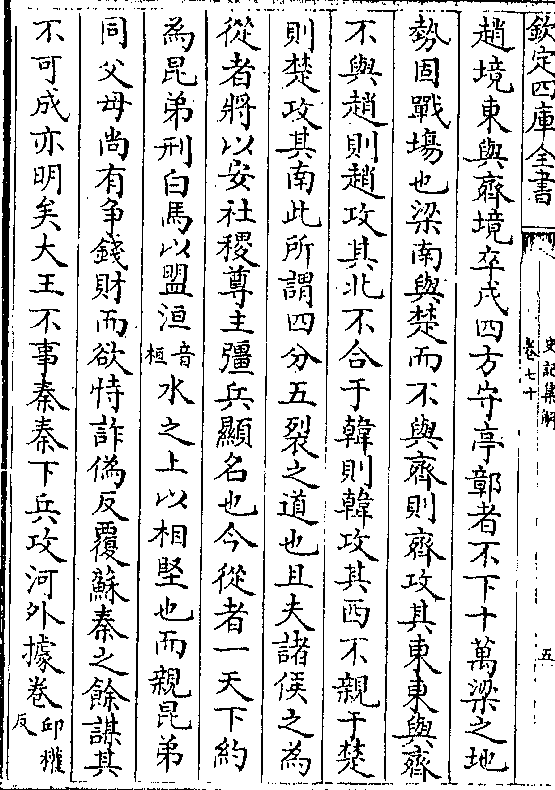 欽定四庫全書
史記集解
卷七十
五
趙境東與齊境卒戍四方守亭鄣者不下十萬梁之地
勢固戰塲也梁南與楚而不與齊則齊攻其東東與齊
不與趙則趙攻其北不合于韓則韓攻其西不親于楚
則楚攻其南此所謂四分五裂之道也且夫諸侯之為
從者將以安社稷尊主彊兵顯名也今從者一天下約
為昆弟刑白馬以盟洹音桓水之上以相堅也而親昆弟
同父母尚有争錢財而欲恃詐偽反覆蘇秦之餘謀其
不可成亦明矣大王不事秦秦下兵攻河外據卷邱權反